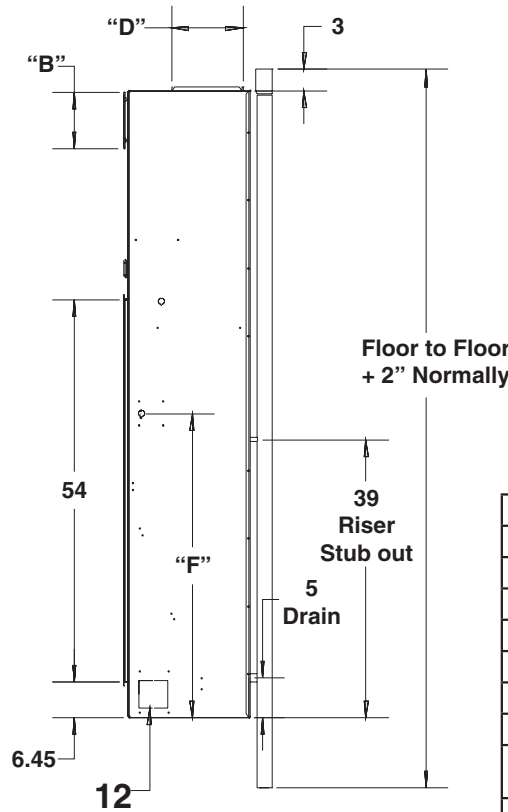 “D”
3
“B”
Floor to Floor
+ 2” Normally
54
39
Riser
Stub out
“F”
5
Drain
6.45
12